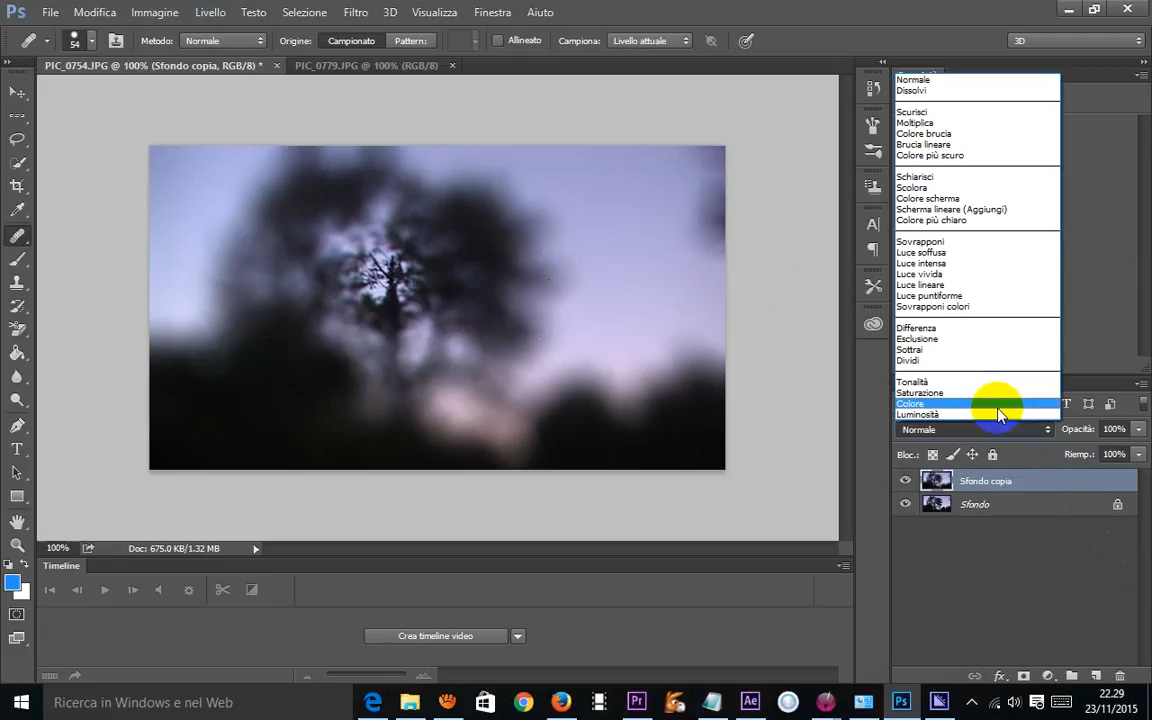 Ps File Modifica Immagine Livello Testo Selezione Filtro 3D Visualizza Finestra Aiuto
54 Metodo: Normale Origine: Campionato Pattern: Allineato Campiona: Livello attuale 3D
PIC_0754.JPG @ 100% (Sfondo copia, RGB/8) * × PIC_0779.JPG @ 100% (RGB/8) ×
Normale
Dissolvi
Scurisci
Moltiplica
Colore brucia
Brucia lineare
Colore più scuro
Schiarisci
Scolora
Colore scherma
Scherma lineare (Aggiungi)
Colore più chiaro
Sovrapponi
Luce soffusa
Luce intensa
Luce vivida
Luce lineare
Luce puntiforme
Sovrapponi colori
Differenza
Esclusione
Sottrai
Dividi
Tonalità
Saturazione
Colore
Luminosità
Normale Opacità: 100%
Bloc.: Riemp.: 100%
Sfondo copia
Sfondo
100% Doc: 675.0 KB/1.32 MB
Timeline
Crea timeline video
Ricerca in Windows e nel Web
Pr Ae Ps
22.29
23/11/2015